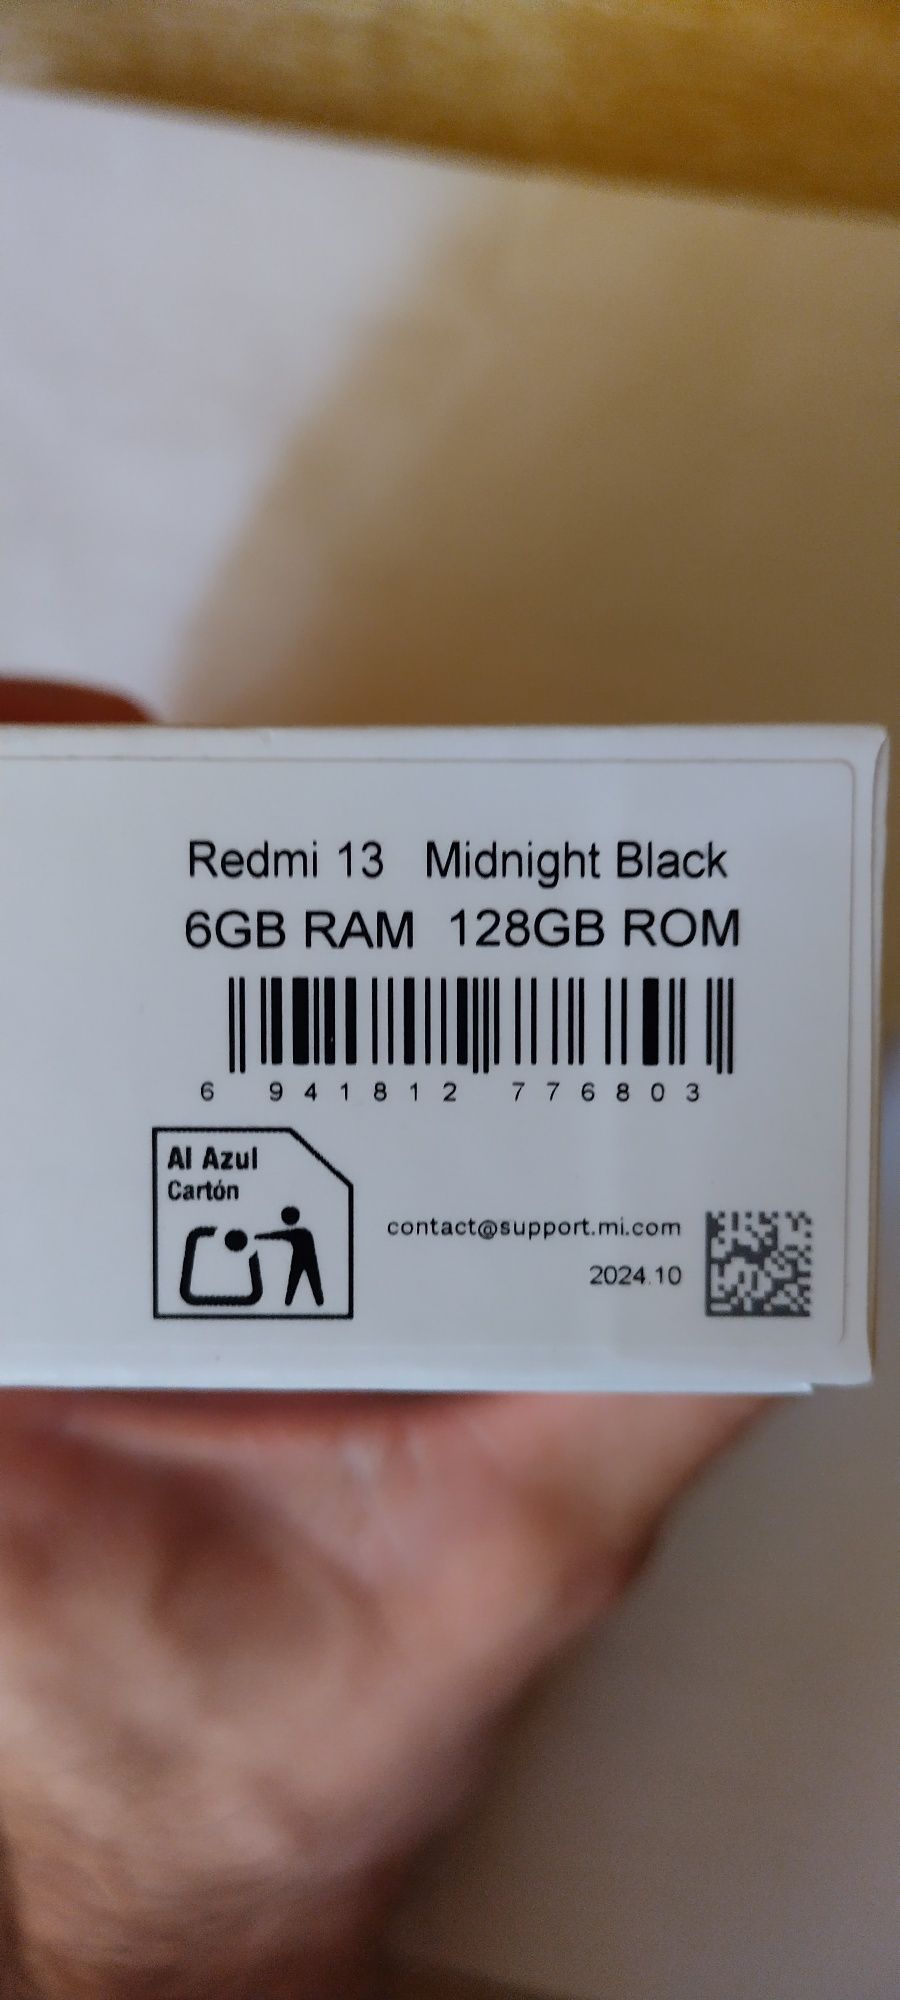 Redmi 13 Midnight Black
6GB RAM 128GB ROM
6 941812 776803
Al Azul
Cartón
contact@support.mi.com
2024.10